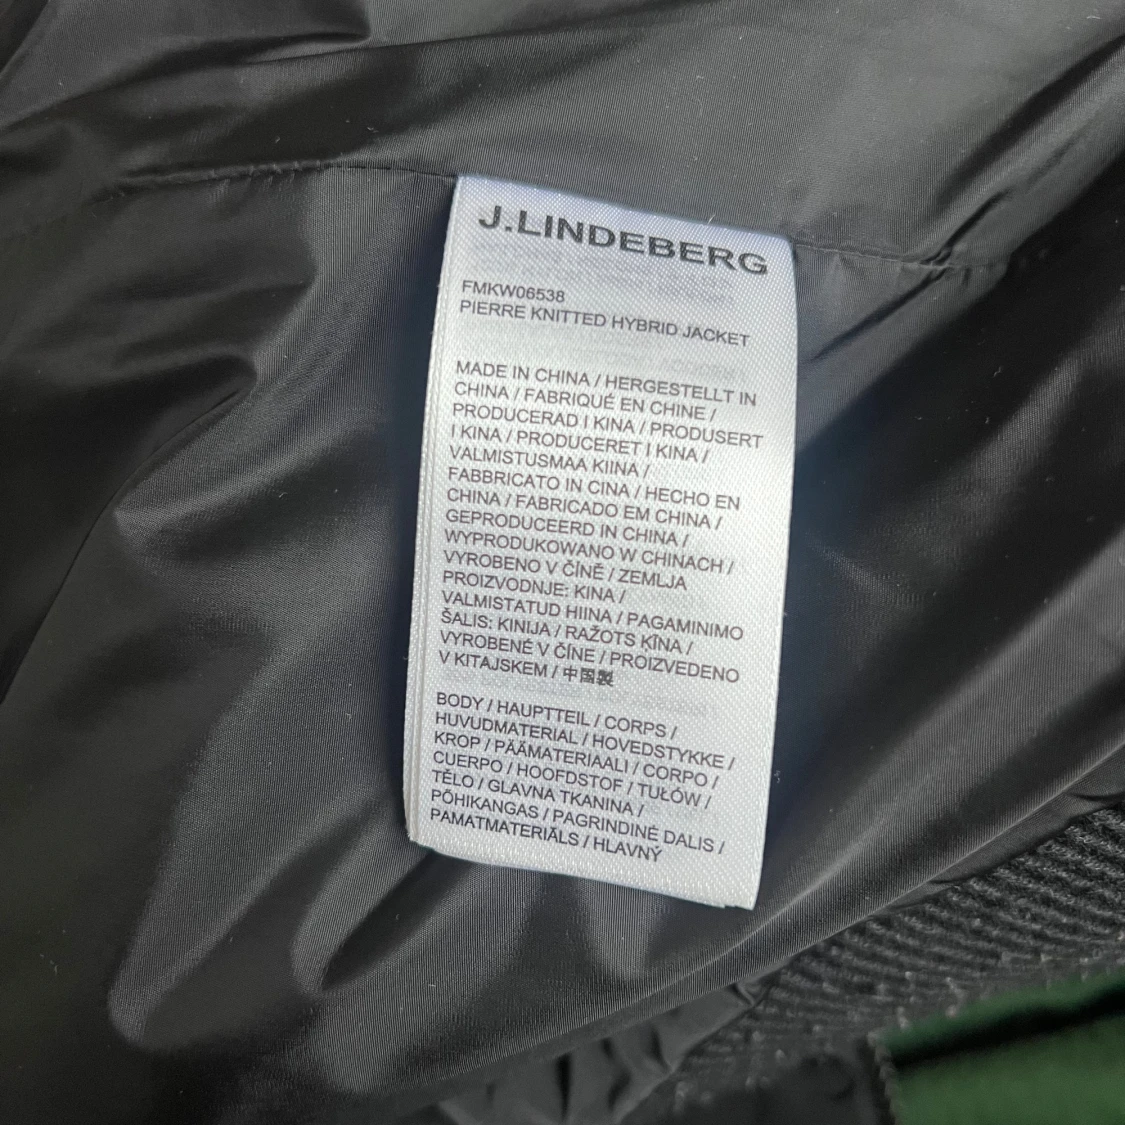 J.LINDEBERG
FMKW06538
PIERRE KNITTED HYBRID JACKET
MADE IN CHINA / HERGESTELLT IN
CHINA / FABRIQUÉ EN CHINE /
PRODUCERAD I KINA / PRODUSERT
I KINA / PRODUCERET I KINA /
VALMISTUSMAA KIINA /
FABBRICATO IN CINA / HECHO EN
CHINA / FABRICADO EM CHINA /
GEPRODUCEERD IN CHINA /
WYPRODUKOWANO W CHINACH /
VYROBENO V ČÍNĚ / ZEMLJA
PROIZVODNJE: KINA /
VALMISTATUD HIINA / PAGAMINIMO
ŠALIS: KINIJA / RAŽOTS ĶĪNA /
VYROBENÉ V ČÍNE / PROIZVEDENO
V KITAJSKEM / 中国製
BODY / HAUPTTEIL / CORPS /
HUVUDMATERIAL / HOVEDSTYKKE /
KROP / PÄÄMATERIAALI / CORPO /
CUERPO / HOOFDSTOF / TUŁÓW /
TĚLO / GLAVNA TKANINA /
PÕHIKANGAS / PAGRINDINĖ DALIS /
PAMATMATERIĀLS / HLAVNÝ